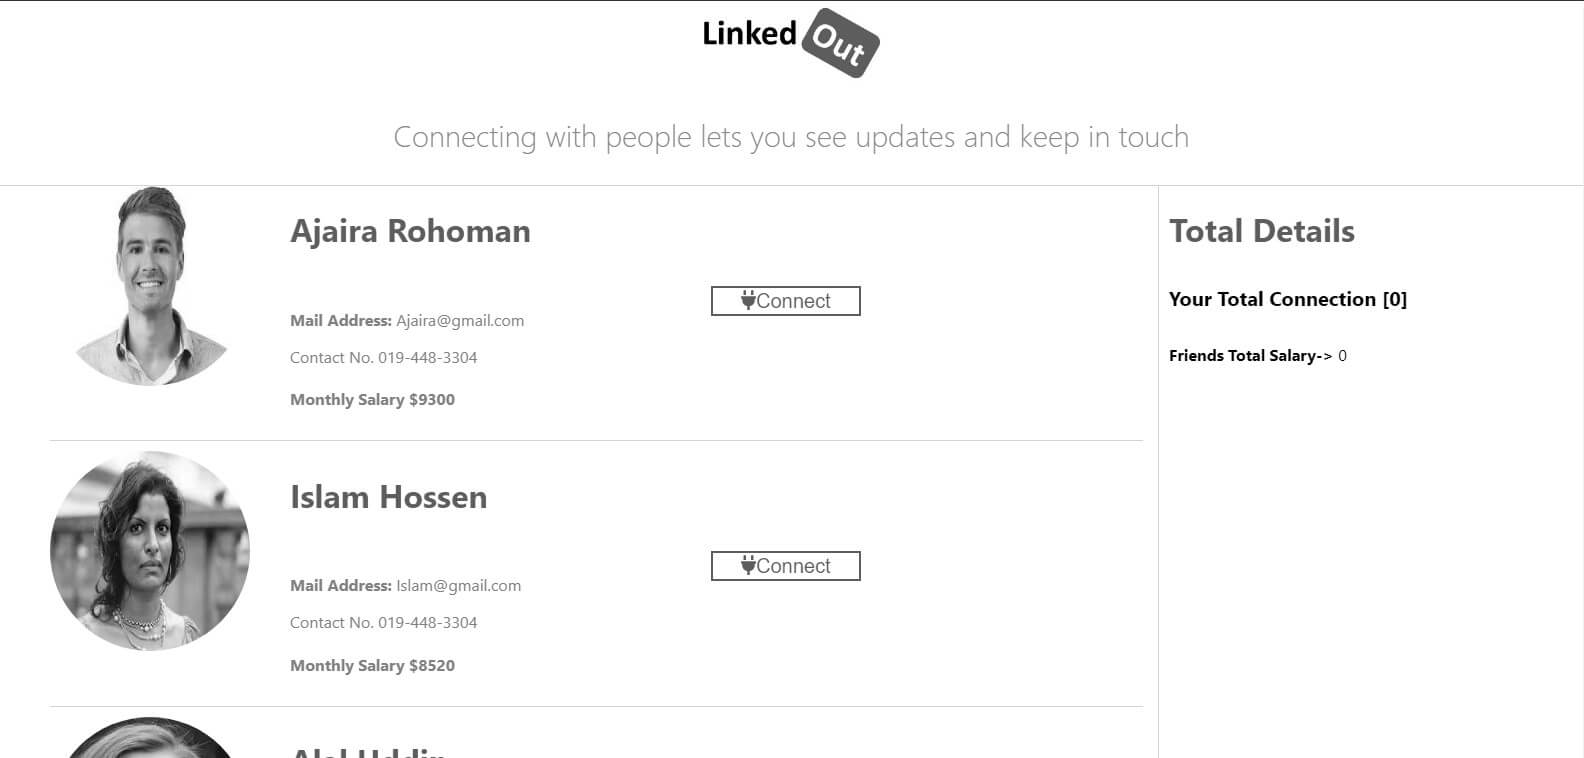 Linked Out
Connecting with people lets you see updates and keep in touch
Ajaira Rohoman
Connect
Mail Address: Ajaira@gmail.com
Contact No. 019-448-3304
Monthly Salary $9300
Islam Hossen
Connect
Mail Address: Islam@gmail.com
Contact No. 019-448-3304
Monthly Salary $8520
Total Details
Your Total Connection [0]
Friends Total Salary-> 0